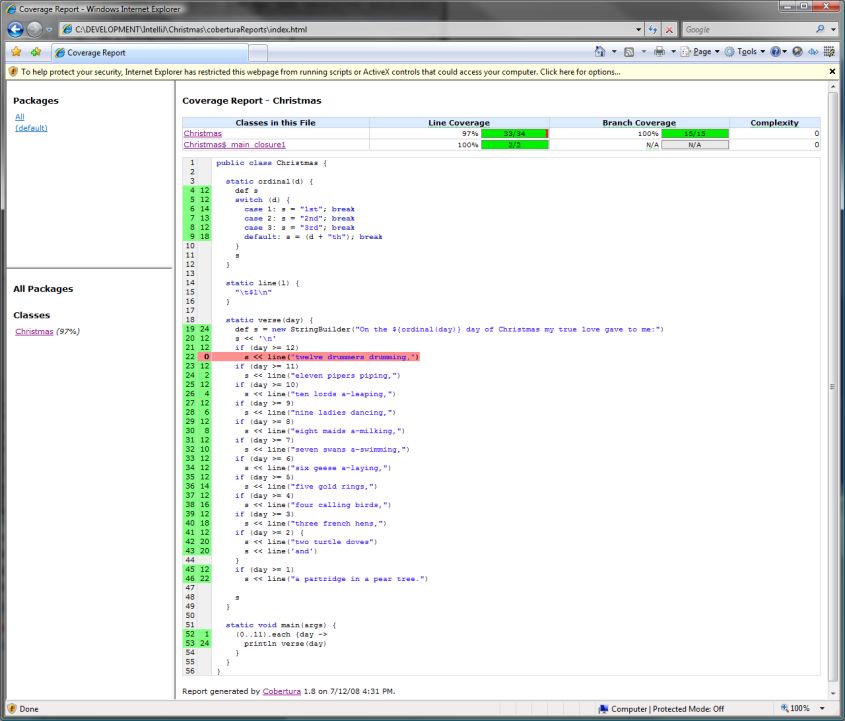 Coverage Report - Windows Internet Explorer
C:\DEVELOPMENT\IntelliJ\Christmas\coberturaReports\index.html
Google
Coverage Report
Page
Tools
To help protect your security, Internet Explorer has restricted this webpage from running scripts or ActiveX controls that could access your computer. Click here for options...
Packages
All
(default)
All Packages
Classes
Christmas (97%)
Coverage Report - Christmas
Classes in this File Line Coverage Branch Coverage Complexity
Christmas 97% 33/34 100% 15/15 0
Christmas$_main_closure1 100% 2/2 N/A N/A 0
1 public class Christmas {
2
3 static ordinal(d) {
4 12 def s
5 12 switch (d) {
6 14 case 1: s = "1st"; break
7 13 case 2: s = "2nd"; break
8 12 case 3: s = "3rd"; break
9 18 default: s = (d + "th"); break
10 }
11 s
12 }
13
14 static line(l) {
15 "\t$l\n"
16 }
17
18 static verse(day) {
19 24 def s = new StringBuilder("On the ${ordinal(day)} day of Christmas my true love gave to me:")
20 12 s << '\n'
21 12 if (day >= 12)
22 0 s << line("twelve drummers drumming,")
23 12 if (day >= 11)
24 2 s << line("eleven pipers piping,")
25 12 if (day >= 10)
26 4 s << line("ten lords a-leaping,")
27 12 if (day >= 9)
28 6 s << line("nine ladies dancing,")
29 12 if (day >= 8)
30 8 s << line("eight maids a-milking,")
31 12 if (day >= 7)
32 10 s << line("seven swans a-swimming,")
33 12 if (day >= 6)
34 12 s << line("six geese a-laying,")
35 12 if (day >= 5)
36 14 s << line("five gold rings,")
37 12 if (day >= 4)
38 16 s << line("four calling birds,")
39 12 if (day >= 3)
40 18 s << line("three french hens,")
41 12 if (day >= 2) {
42 20 s << line("two turtle doves")
43 20 s << line('and')
44 }
45 12 if (day >= 1)
46 22 s << line("a partridge in a pear tree.")
47
48 s
49 }
50
51 static void main(args) {
52 1 (0..11).each {day ->
53 24 println verse(day)
54 }
55 }
56 }
Report generated by Cobertura 1.8 on 7/12/08 4:31 PM.
Done
Computer | Protected Mode: Off
100%